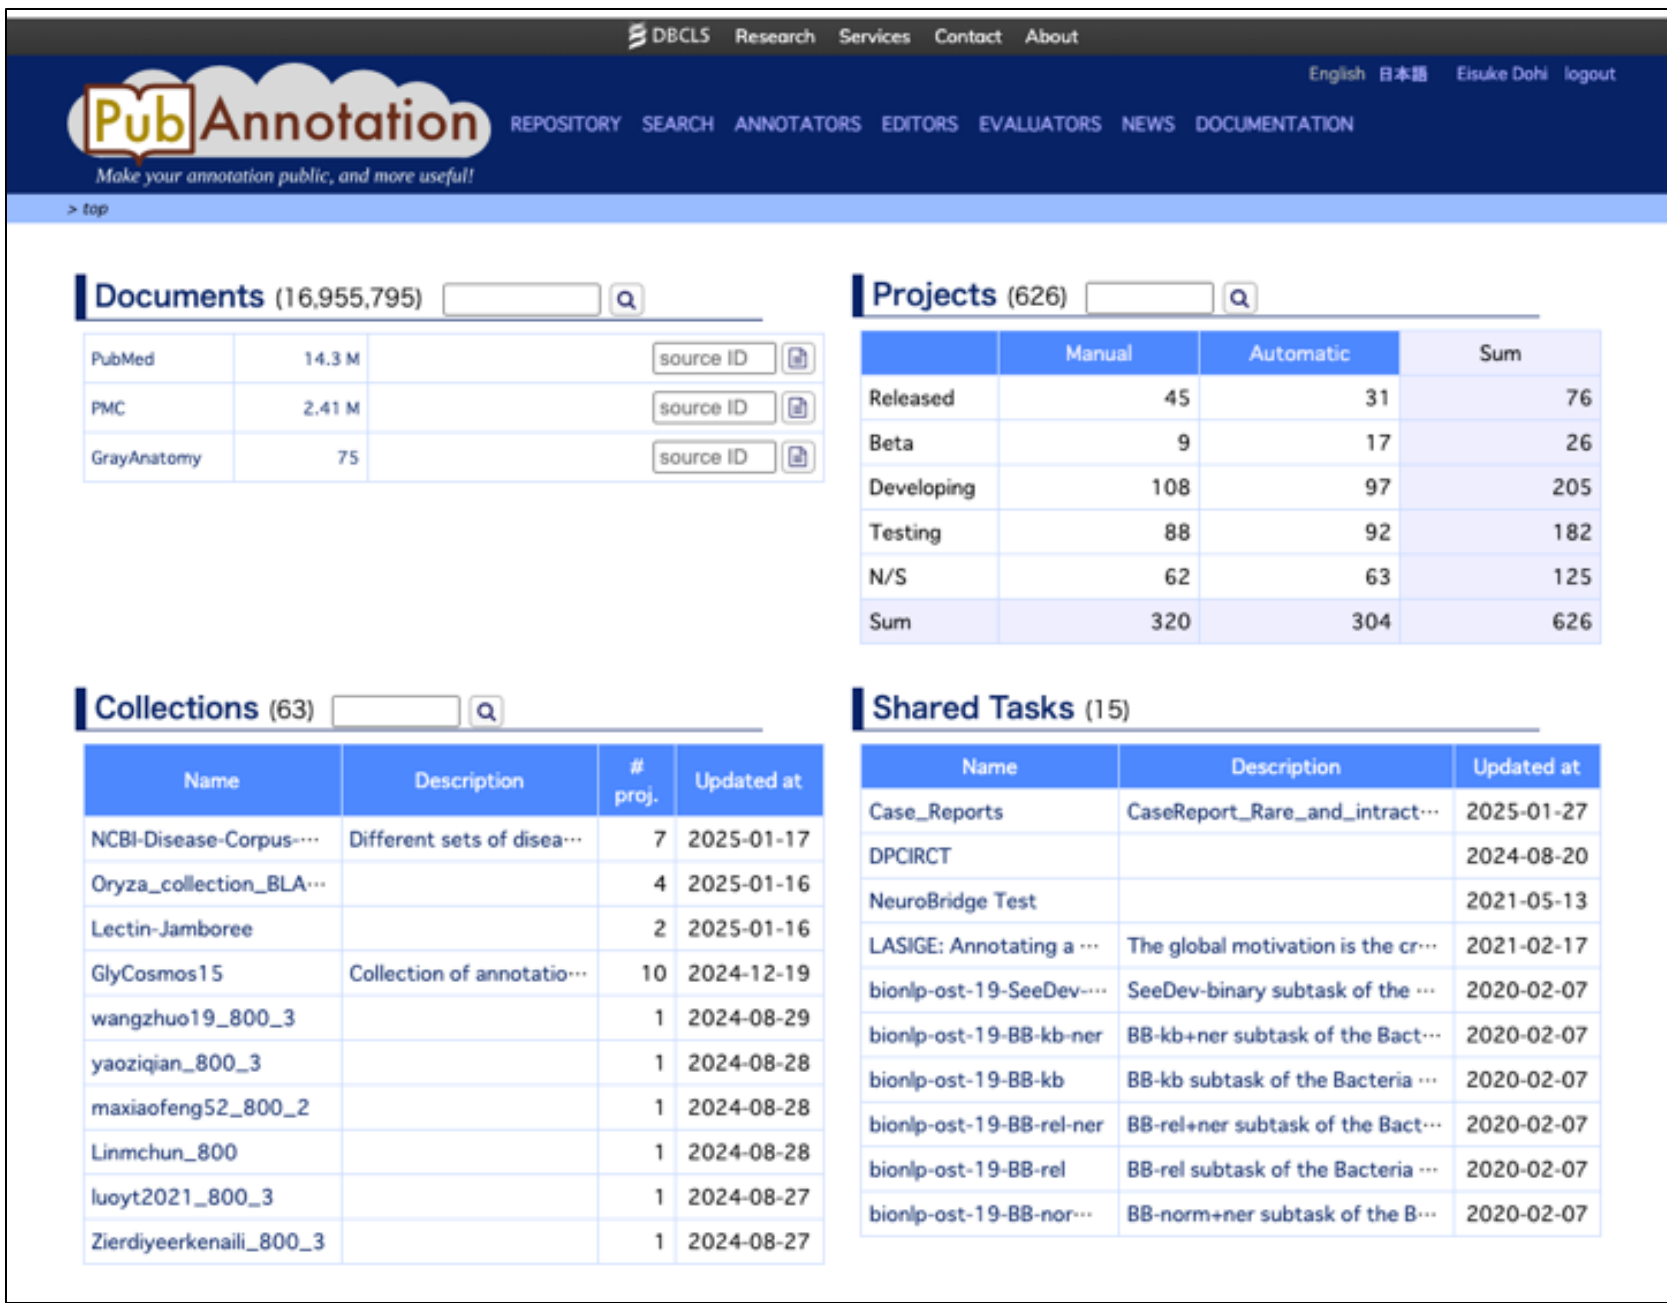 DBCLS Research Services Contact About
English 日本語 Eisuke Dohi logout
PubAnnotation
REPOSITORY SEARCH ANNOTATORS EDITORS EVALUATORS NEWS DOCUMENTATION
Make your annotation public, and more useful!
> top
Documents (16,955,795)
PubMed 14.3 M source ID
PMC 2.41 M source ID
GrayAnatomy 75 source ID
Projects (626)
Manual Automatic Sum
Released 45 31 76
Beta 9 17 26
Developing 108 97 205
Testing 88 92 182
N/S 62 63 125
Sum 320 304 626
Collections (63)
Name Description # proj. Updated at
NCBI-Disease-Corpus-··· Different sets of disea··· 7 2025-01-17
Oryza_collection_BLA··· 4 2025-01-16
Lectin-Jamboree 2 2025-01-16
GlyCosmos15 Collection of annotatio··· 10 2024-12-19
wangzhuo19_800_3 1 2024-08-29
yaoziqian_800_3 1 2024-08-28
maxiaofeng52_800_2 1 2024-08-28
Linmchun_800 1 2024-08-28
luoyt2021_800_3 1 2024-08-27
Zierdiyeerkenaili_800_3 1 2024-08-27
Shared Tasks (15)
Name Description Updated at
Case_Reports CaseReport_Rare_and_intract··· 2025-01-27
DPCIRCT 2024-08-20
NeuroBridge Test 2021-05-13
LASIGE: Annotating a ··· The global motivation is the cr··· 2021-02-17
bionlp-ost-19-SeeDev-··· SeeDev-binary subtask of the ··· 2020-02-07
bionlp-ost-19-BB-kb-ner BB-kb+ner subtask of the Bact··· 2020-02-07
bionlp-ost-19-BB-kb BB-kb subtask of the Bacteria ··· 2020-02-07
bionlp-ost-19-BB-rel-ner BB-rel+ner subtask of the Bact··· 2020-02-07
bionlp-ost-19-BB-rel BB-rel subtask of the Bacteria ··· 2020-02-07
bionlp-ost-19-BB-nor··· BB-norm+ner subtask of the B··· 2020-02-07